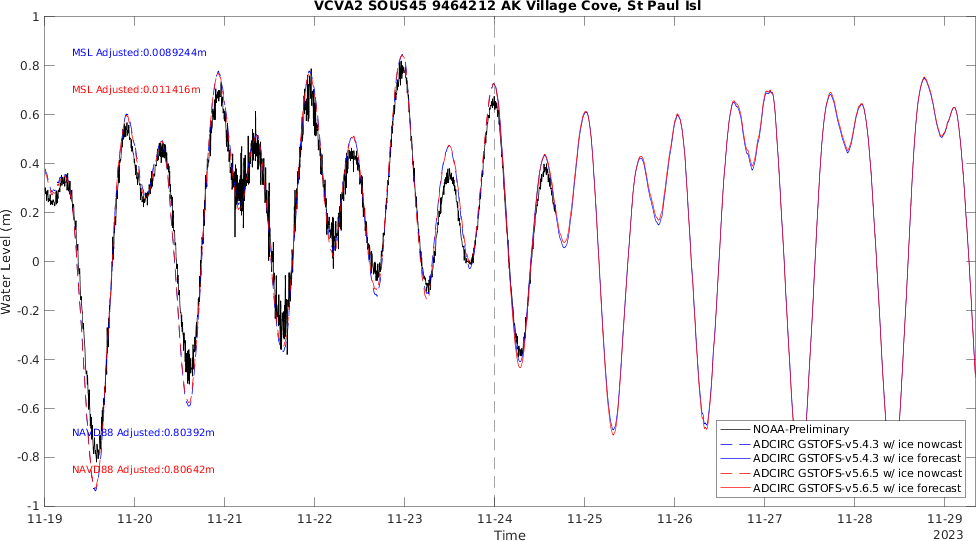 VCVA2 SOUS45 9464212 AK Village Cove, St Paul Isl
1
0.8
0.6
0.4
0.2
0
-0.2
-0.4
-0.6
-0.8
-1
Water Level (m)
MSL Adjusted:0.0089244m
MSL Adjusted:0.011416m
NAVD88 Adjusted:0.80392m
NAVD88 Adjusted:0.80642m
NOAA-Preliminary
ADCIRC GSTOFS-v5.4.3 w/ ice nowcast
ADCIRC GSTOFS-v5.4.3 w/ ice forecast
ADCIRC GSTOFS-v5.6.5 w/ ice nowcast
ADCIRC GSTOFS-v5.6.5 w/ ice forecast
11-19 11-20 11-21 11-22 11-23 11-24 11-25 11-26 11-27 11-28 11-29
Time 2023